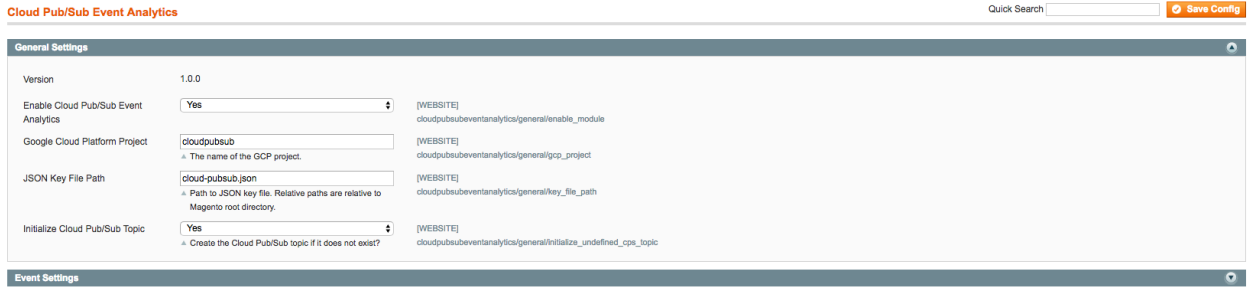 Cloud Pub/Sub Event Analytics
Quick Search
Save Config
General Settings
Version
1.0.0
Enable Cloud Pub/Sub Event
Analytics
Yes
[WEBSITE]
cloudpubsubeventanalytics/general/enable_module
Google Cloud Platform Project
cloudpubsub
The name of the GCP project.
[WEBSITE]
cloudpubsubeventanalytics/general/gcp_project
JSON Key File Path
cloud-pubsub.json
Path to JSON key file. Relative paths are relative to
Magento root directory.
[WEBSITE]
cloudpubsubeventanalytics/general/key_file_path
Initialize Cloud Pub/Sub Topic
Yes
Create the Cloud Pub/Sub topic if it does not exist?
[WEBSITE]
cloudpubsubeventanalytics/general/initialize_undefined_cps_topic
Event Settings